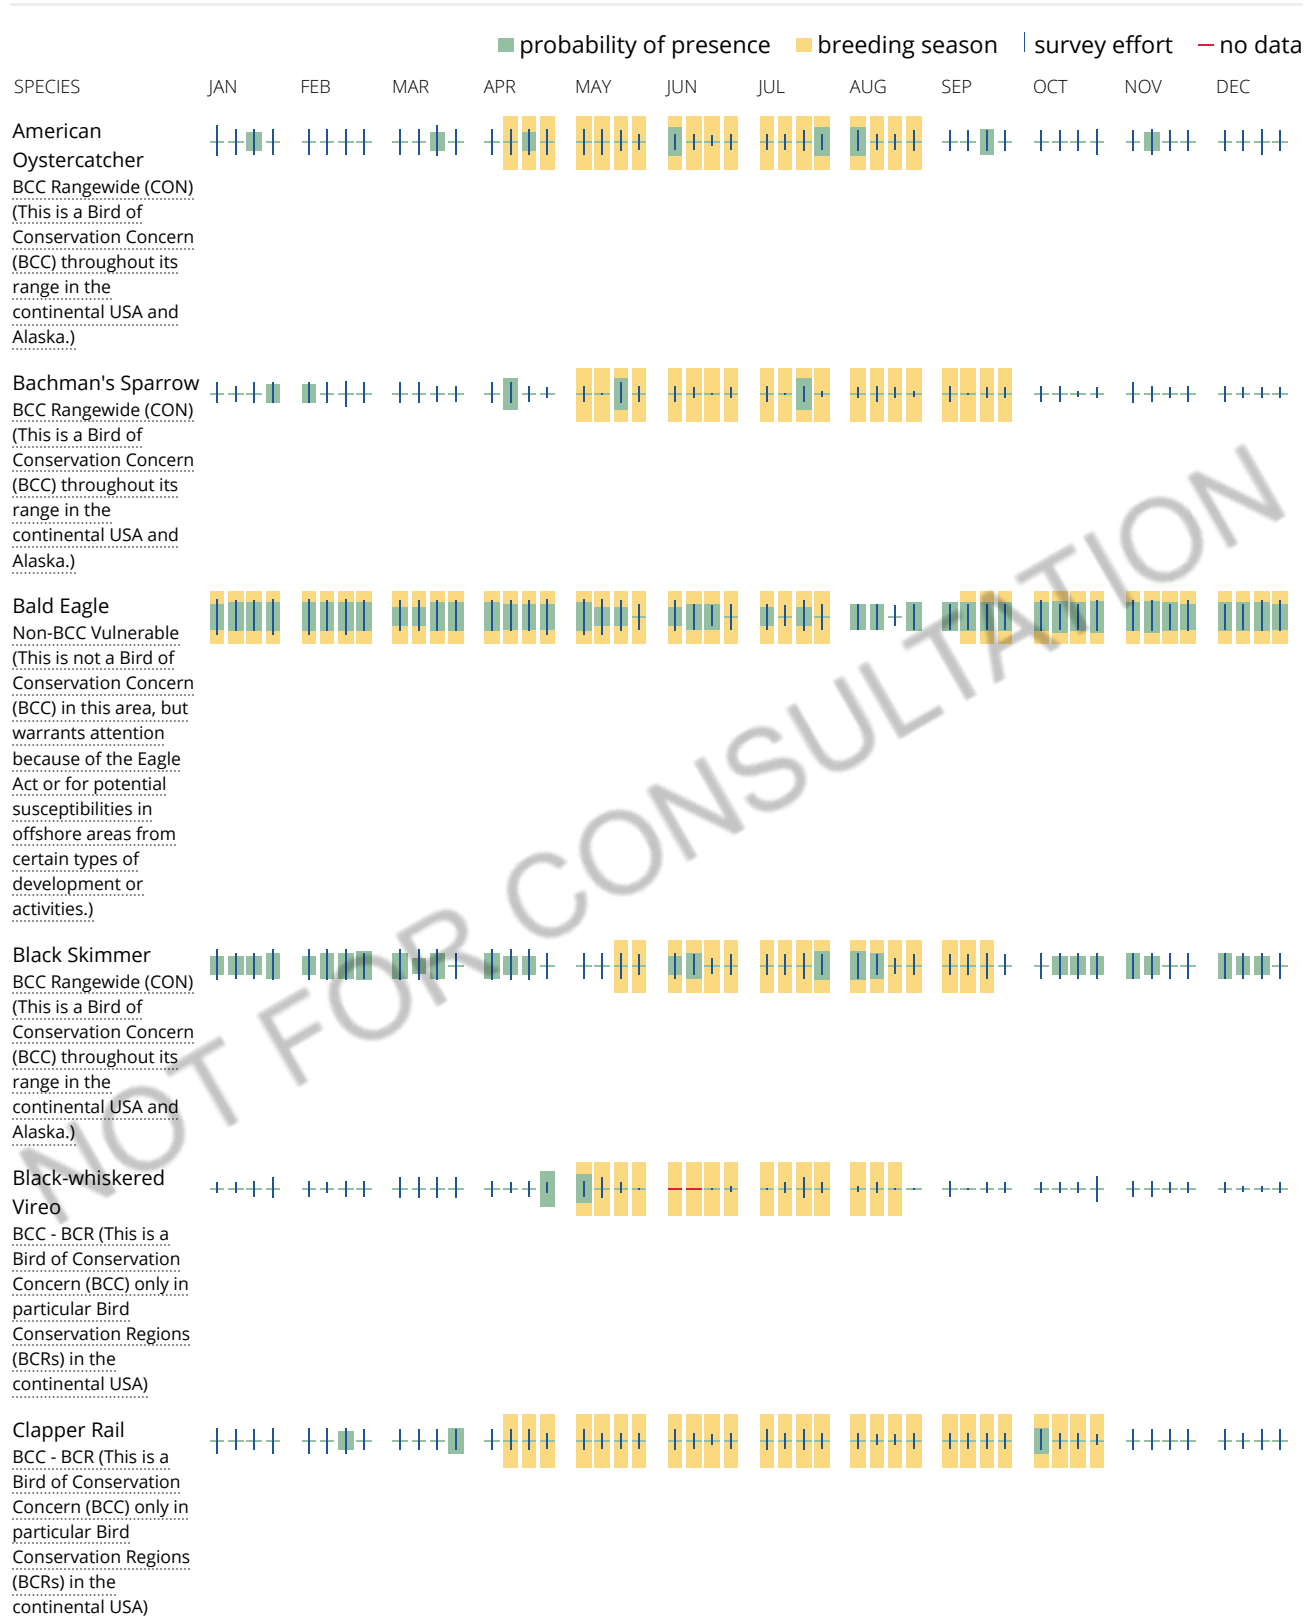 probability of presence breeding season survey effort no data
SPECIES JAN FEB MAR APR MAY JUN JUL AUG SEP OCT NOV DEC
American
Oystercatcher
BCC Rangewide (CON)
(This is a Bird of
Conservation Concern
(BCC) throughout its
range in the
continental USA and
Alaska.)
Bachman's Sparrow
BCC Rangewide (CON)
(This is a Bird of
Conservation Concern
(BCC) throughout its
range in the
continental USA and
Alaska.)
Bald Eagle
Non-BCC Vulnerable
(This is not a Bird of
Conservation Concern
(BCC) in this area, but
warrants attention
because of the Eagle
Act or for potential
susceptibilities in
offshore areas from
certain types of
development or
activities.)
Black Skimmer
BCC Rangewide (CON)
(This is a Bird of
Conservation Concern
(BCC) throughout its
range in the
continental USA and
Alaska.)
Black-whiskered
Vireo
BCC - BCR (This is a
Bird of Conservation
Concern (BCC) only in
particular Bird
Conservation Regions
(BCRs) in the
continental USA)
Clapper Rail
BCC - BCR (This is a
Bird of Conservation
Concern (BCC) only in
particular Bird
Conservation Regions
(BCRs) in the
continental USA)
NOT FOR CONSULTATION